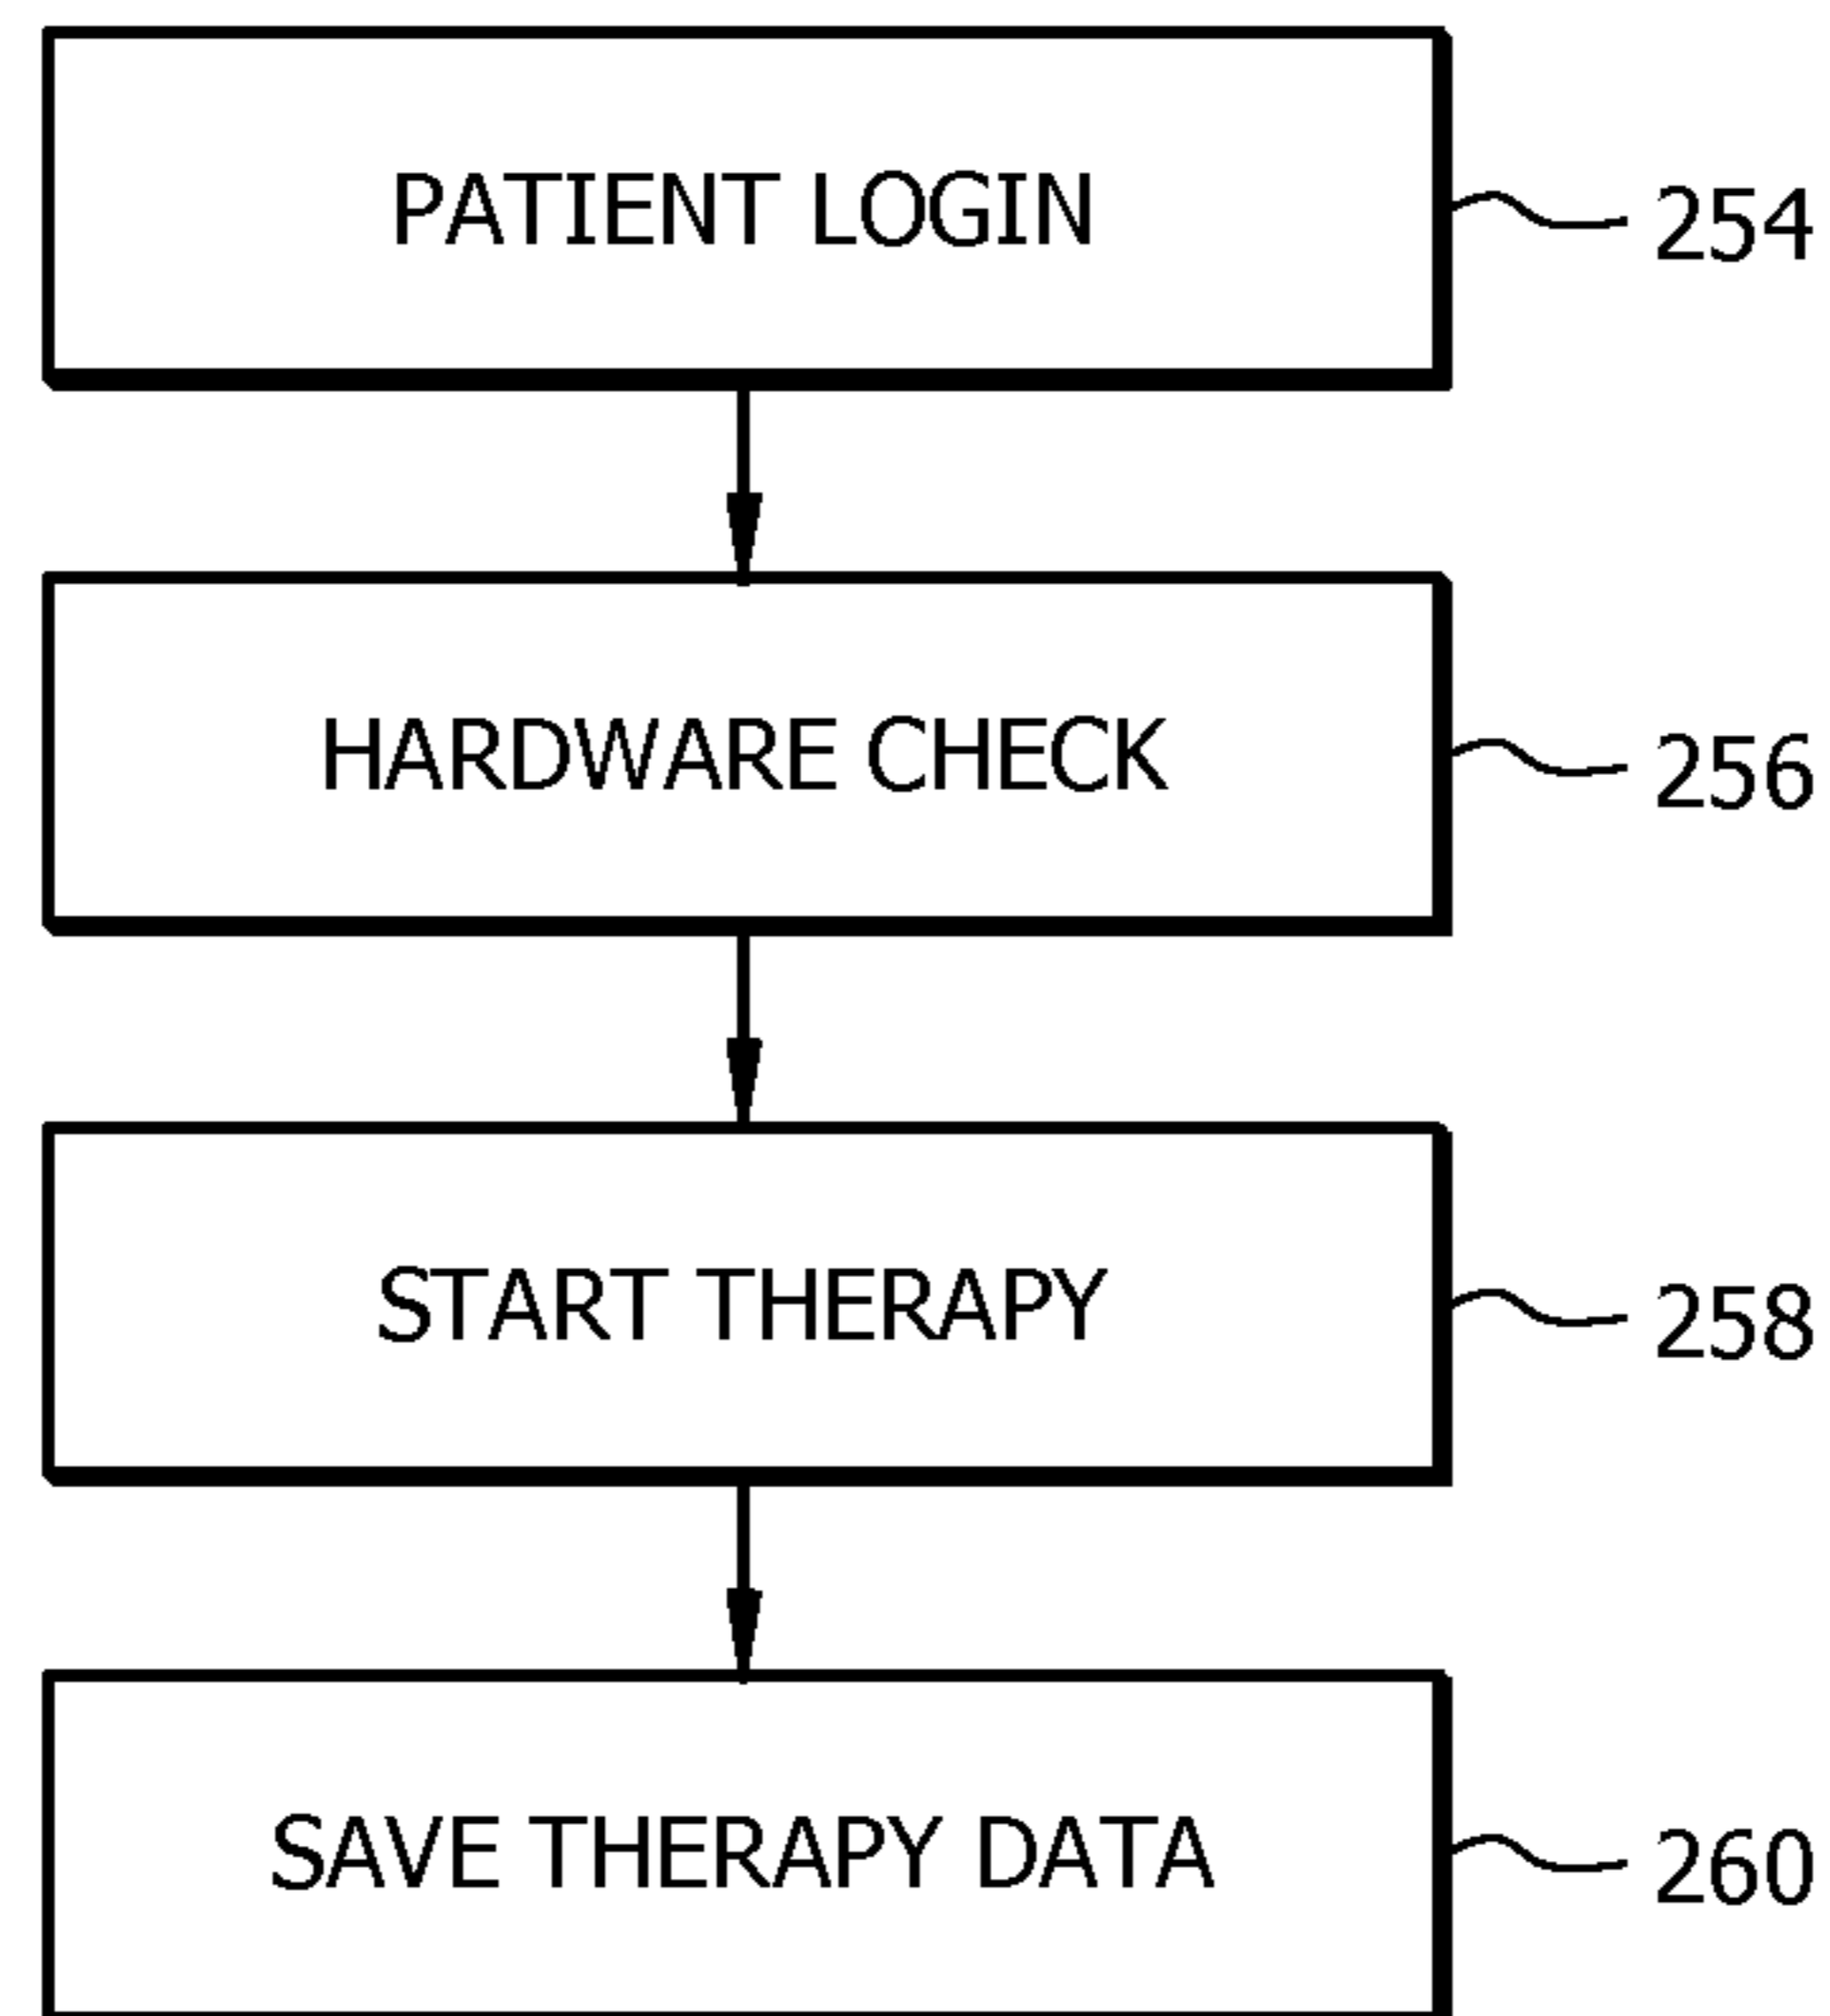 PATIENT LOGIN
254
HARDWARE CHECK
256
START THERAPY
258
SAVE THERAPY DATA
260